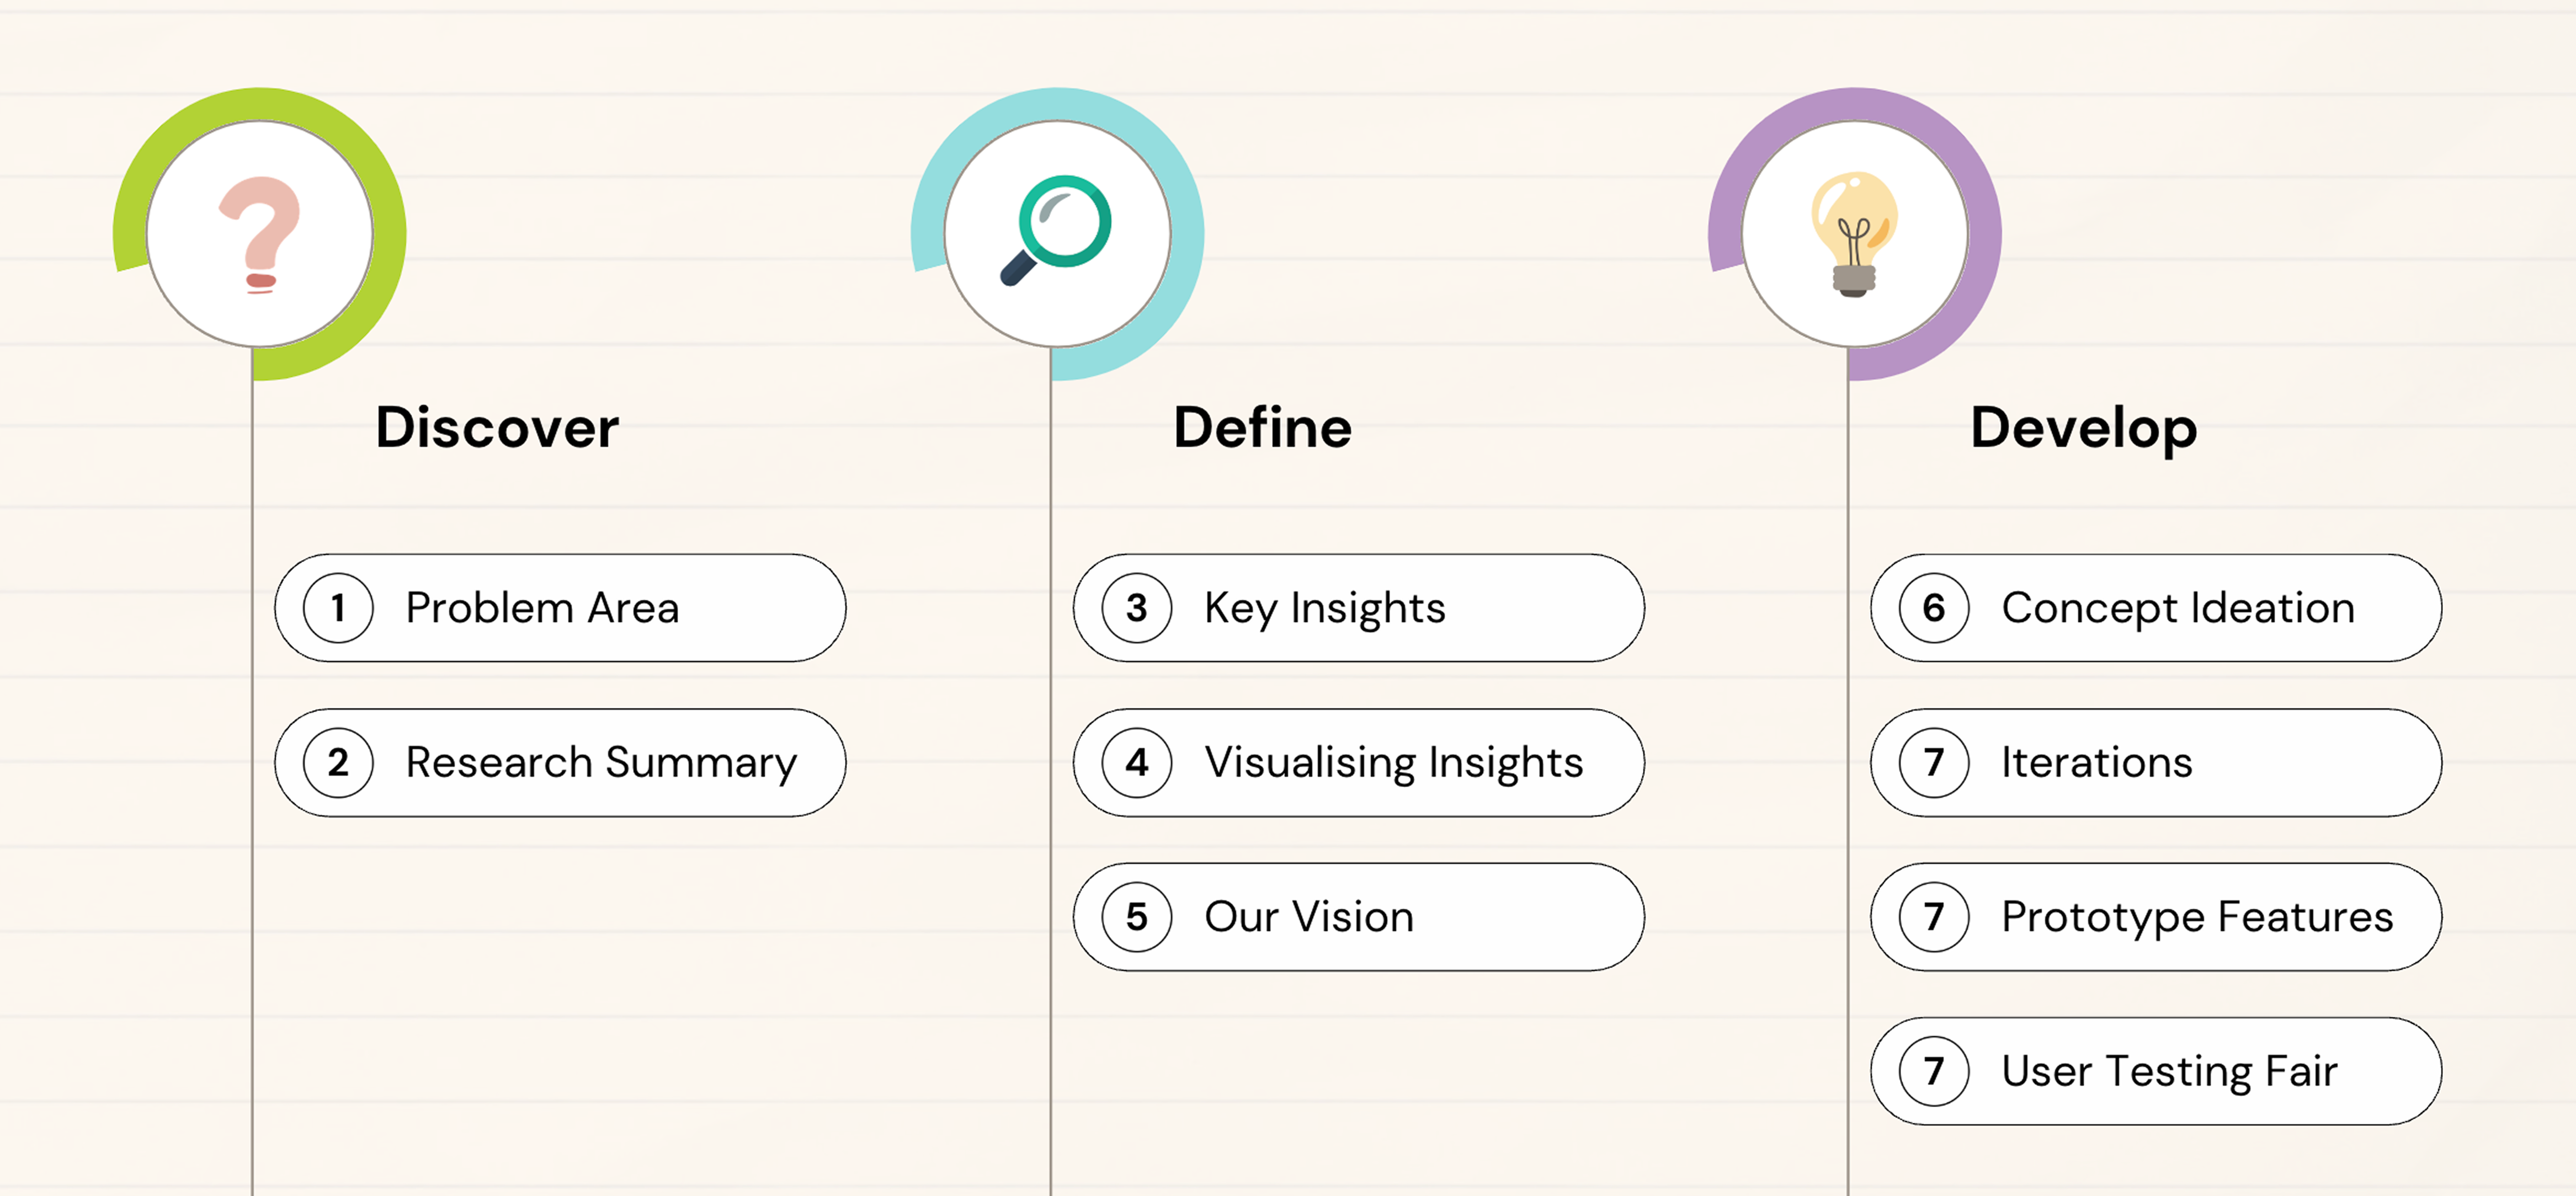 Discover
1 Problem Area
2 Research Summary
Define
3 Key Insights
4 Visualising Insights
5 Our Vision
Develop
6 Concept Ideation
7 Iterations
7 Prototype Features
7 User Testing Fair